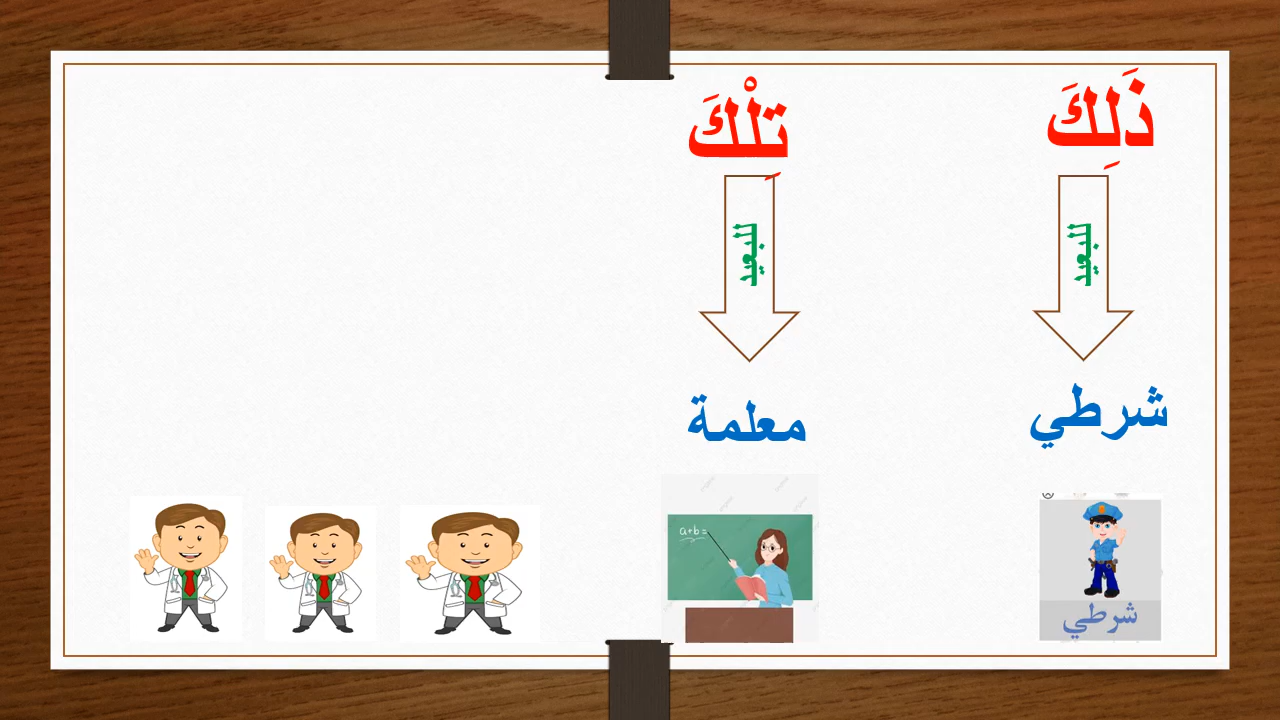 ذَلِكَ
تِلْكَ
للبعيد
للبعيد
شرطي
معلمة
a+b=
شرطي